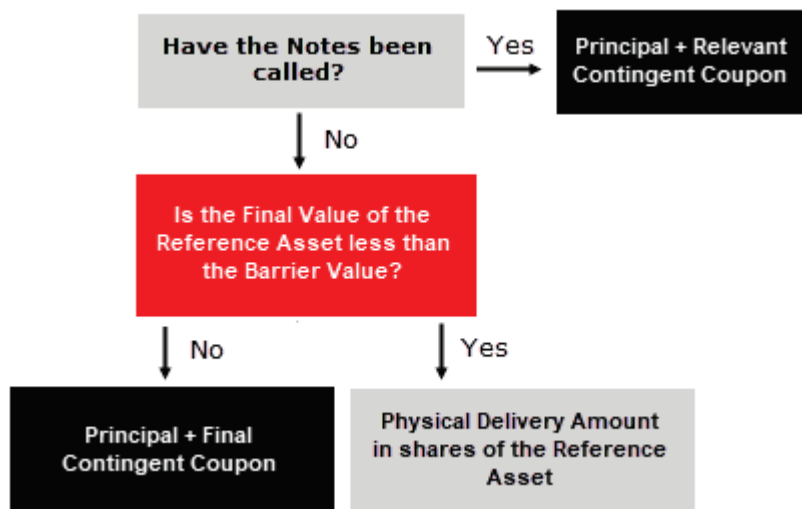 Have the Notes been
called?
Yes
Principal + Relevant
Contingent Coupon
No
Is the Final Value of the
Reference Asset less than
the Barrier Value?
No
Yes
Principal + Final
Contingent Coupon
Physical Delivery Amount
in shares of the Reference
Asset